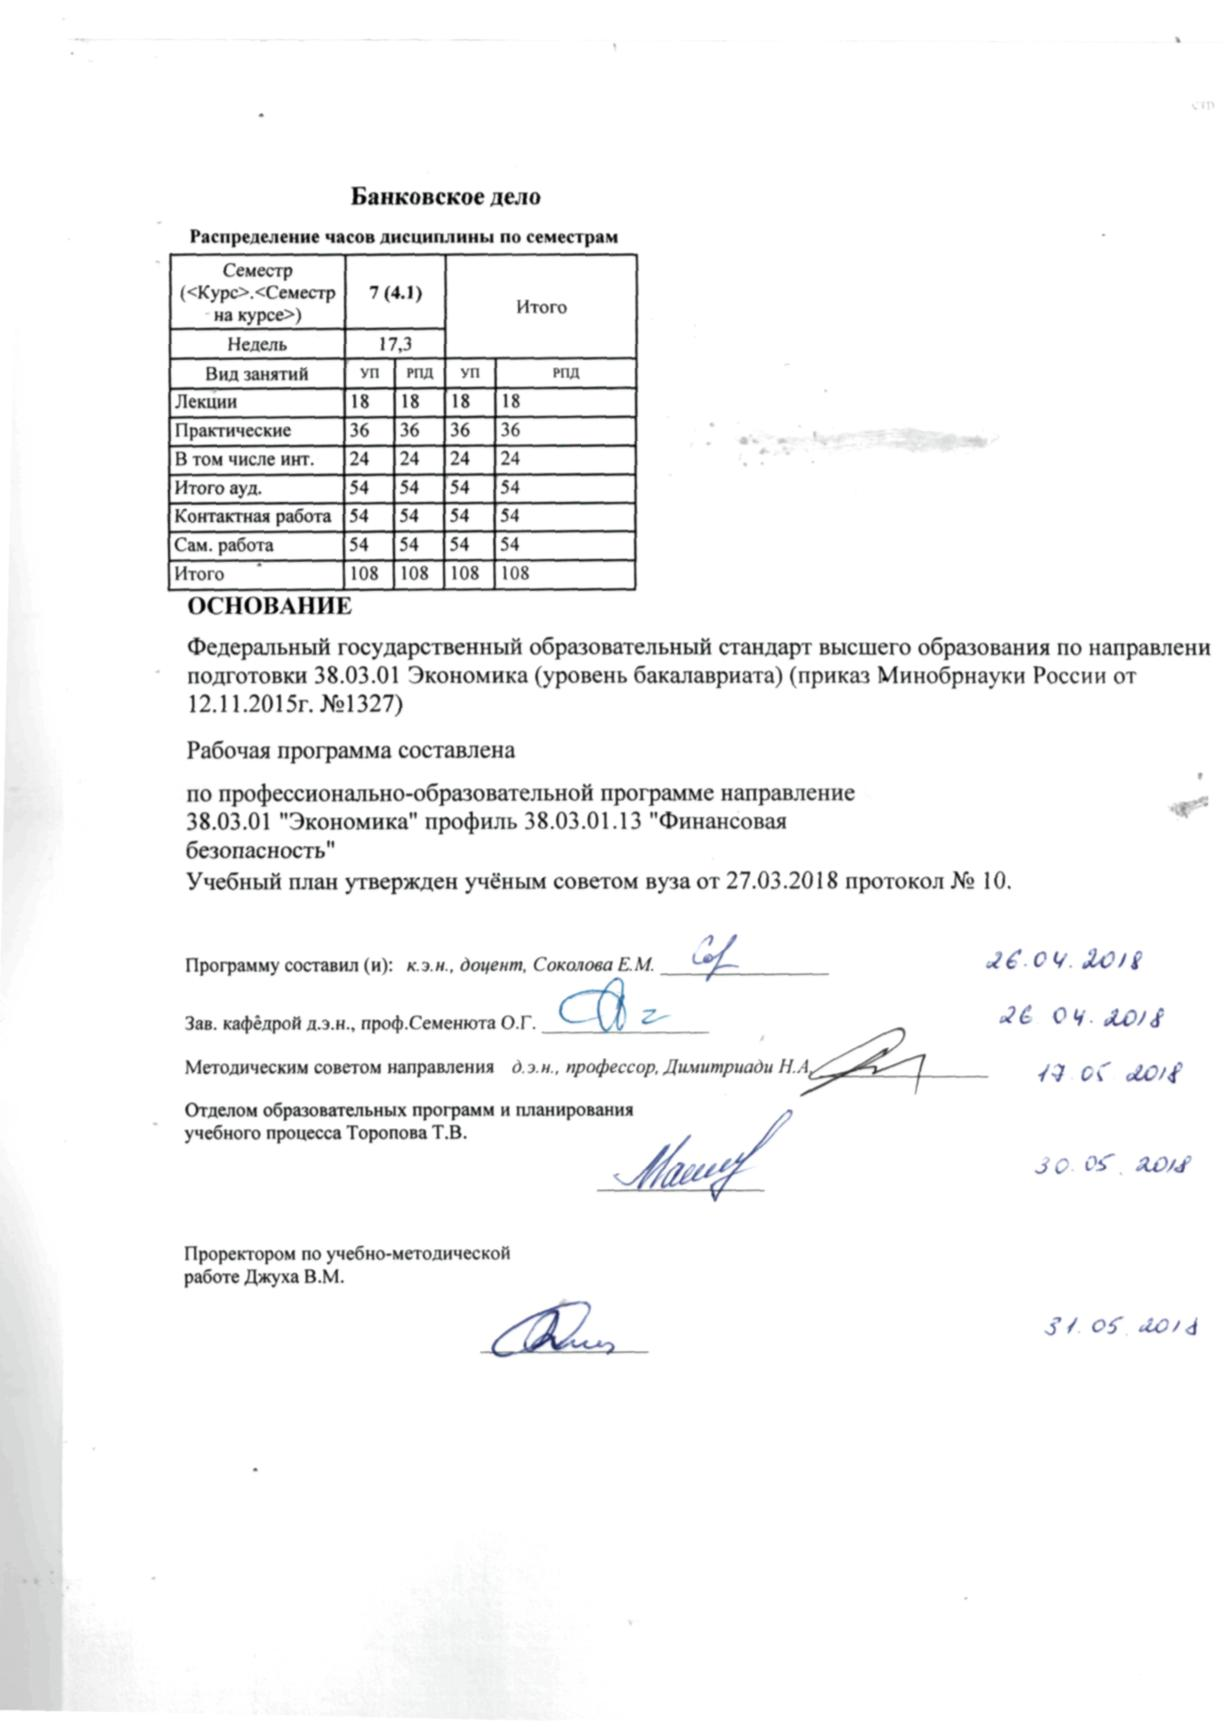 стр
Банковское дело
Распределение часов дисциплины по семестрам
Семестр
(<Курс>.<Семестр
на курсе>)
7 (4.1)
Итого
Недель 17,3
Вид занятий УП РПД УП РПД
Лекции 18 18 18 18
Практические 36 36 36 36
В том числе инт. 24 24 24 24
Итого ауд. 54 54 54 54
Контактная работа 54 54 54 54
Сам. работа 54 54 54 54
Итого 108 108 108 108
ОСНОВАНИЕ
Федеральный государственный образовательный стандарт высшего образования по направлени
подготовки 38.03.01 Экономика (уровень бакалавриата) (приказ Минобрнауки России от
12.11.2015г. №1327)
Рабочая программа составлена
по профессионально-образовательной программе направление
38.03.01 "Экономика" профиль 38.03.01.13 "Финансовая
безопасность"
Учебный план утвержден учёным советом вуза от 27.03.2018 протокол № 10.
Программу составил (и): к.э.н., доцент, Соколова Е.М. 26.04.2018
Зав. кафедрой д.э.н., проф.Семенюта О.Г. 26 04.2018
Методическим советом направления д.э.н., профессор, Димитриади Н.А. 17.05 2018
Отделом образовательных программ и планирования
учебного процесса Торопова Т.В.
30.05.2018
Проректором по учебно-методической
работе Джуха В.М.
31.05.2018